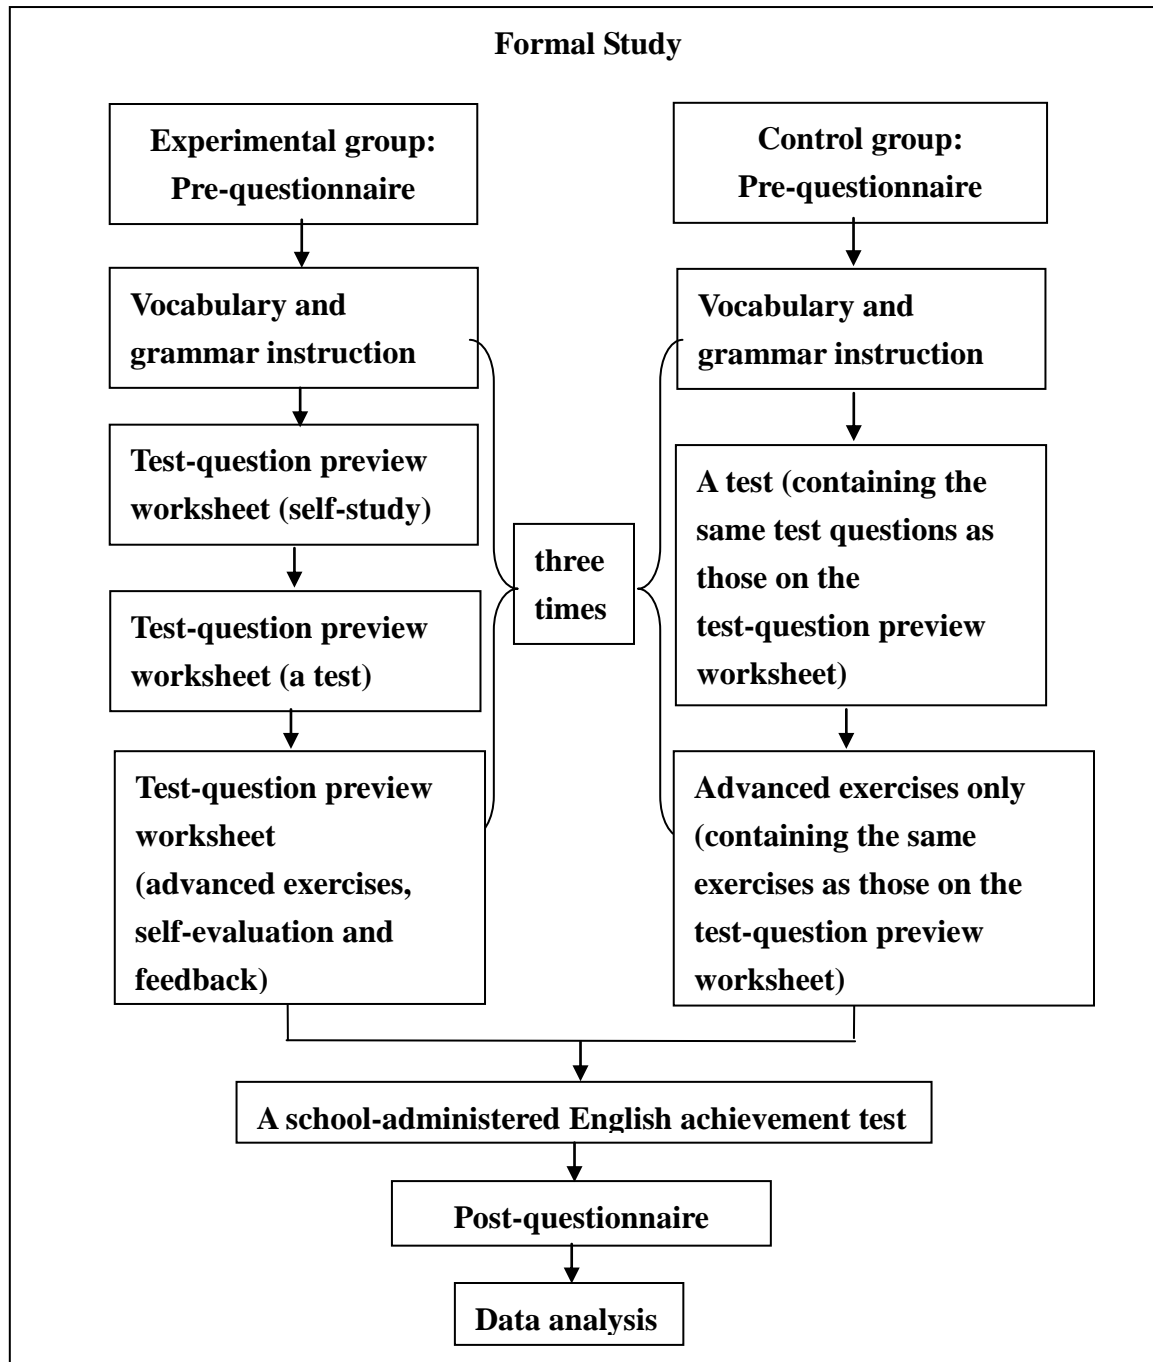 Formal Study
Experimental group:
Pre-questionnaire
Control group:
Pre-questionnaire
Vocabulary and
grammar instruction
Vocabulary and
grammar instruction
Test-question preview
worksheet (self-study)
A test (containing the
same test questions as
those on the
test-question preview
worksheet)
three
times
Test-question preview
worksheet (a test)
Test-question preview
worksheet
(advanced exercises,
self-evaluation and
feedback)
Advanced exercises only
(containing the same
exercises as those on the
test-question preview
worksheet)
A school-administered English achievement test
Post-questionnaire
Data analysis